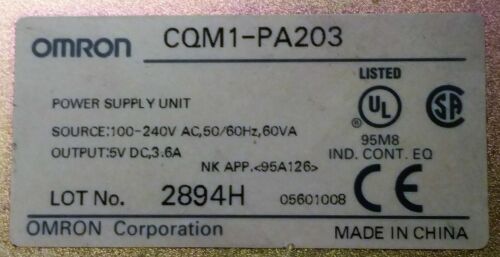 OMRON CQM1-PA203
LISTED
POWER SUPPLY UNIT
UL ® SA
SOURCE:100-240V AC,50/60Hz,60VA
95M8
OUTPUT:5V DC,3.6A
IND. CONT. EQ
NK APP.<95A126>
LOT No. 2894H 05601008 CE
OMRON Corporation MADE IN CHINA